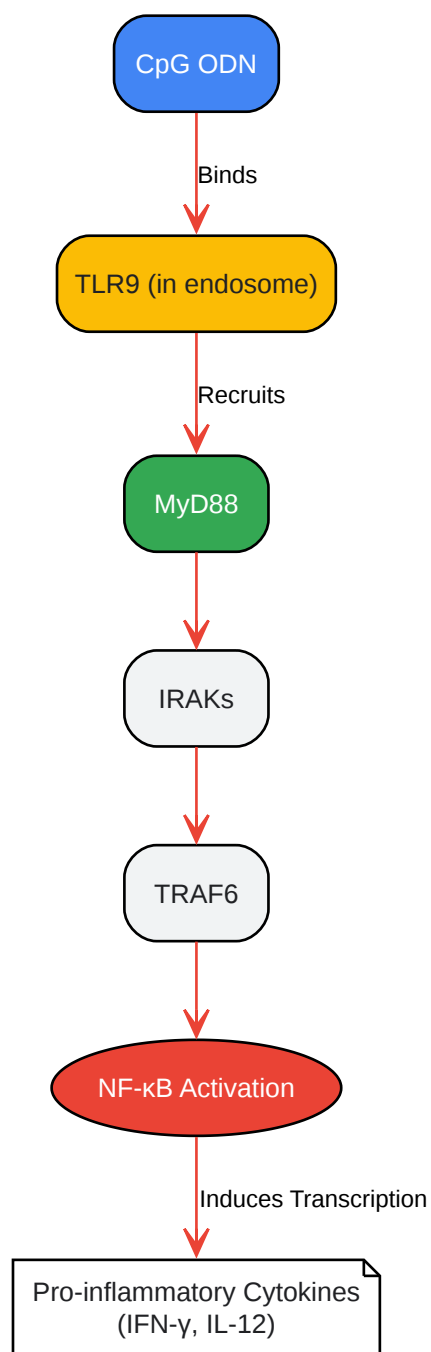 CpG ODN
Binds
TLR9 (in endosome)
Recruits
MyD88
IRAKs
TRAF6
NF-κB Activation
Induces Transcription
Pro-inflammatory Cytokines
(IFN-γ, IL-12)